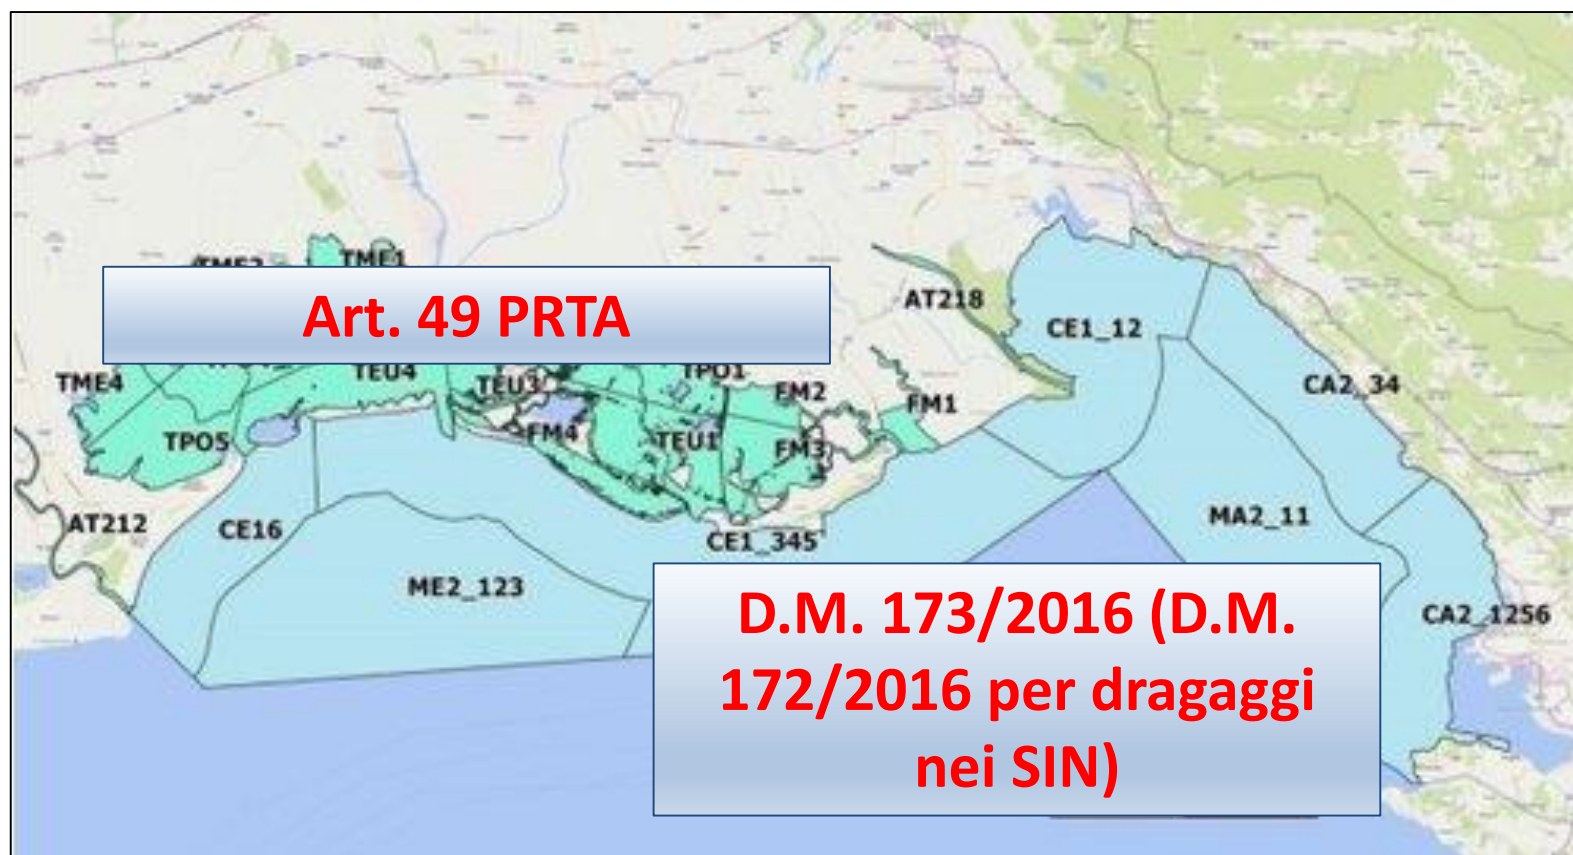 TME1
Art. 49 PRTA
AT218
CE1_12
TME4
TEU4
TEU3
TPO1
FM2
FM1
CA2_34
TPO5
FM4
TEU1
FM3
AT212
CE16
CE1_345
MA2_11
ME2_123
CA2_1256
D.M. 173/2016 (D.M.
172/2016 per dragaggi
nei SIN)